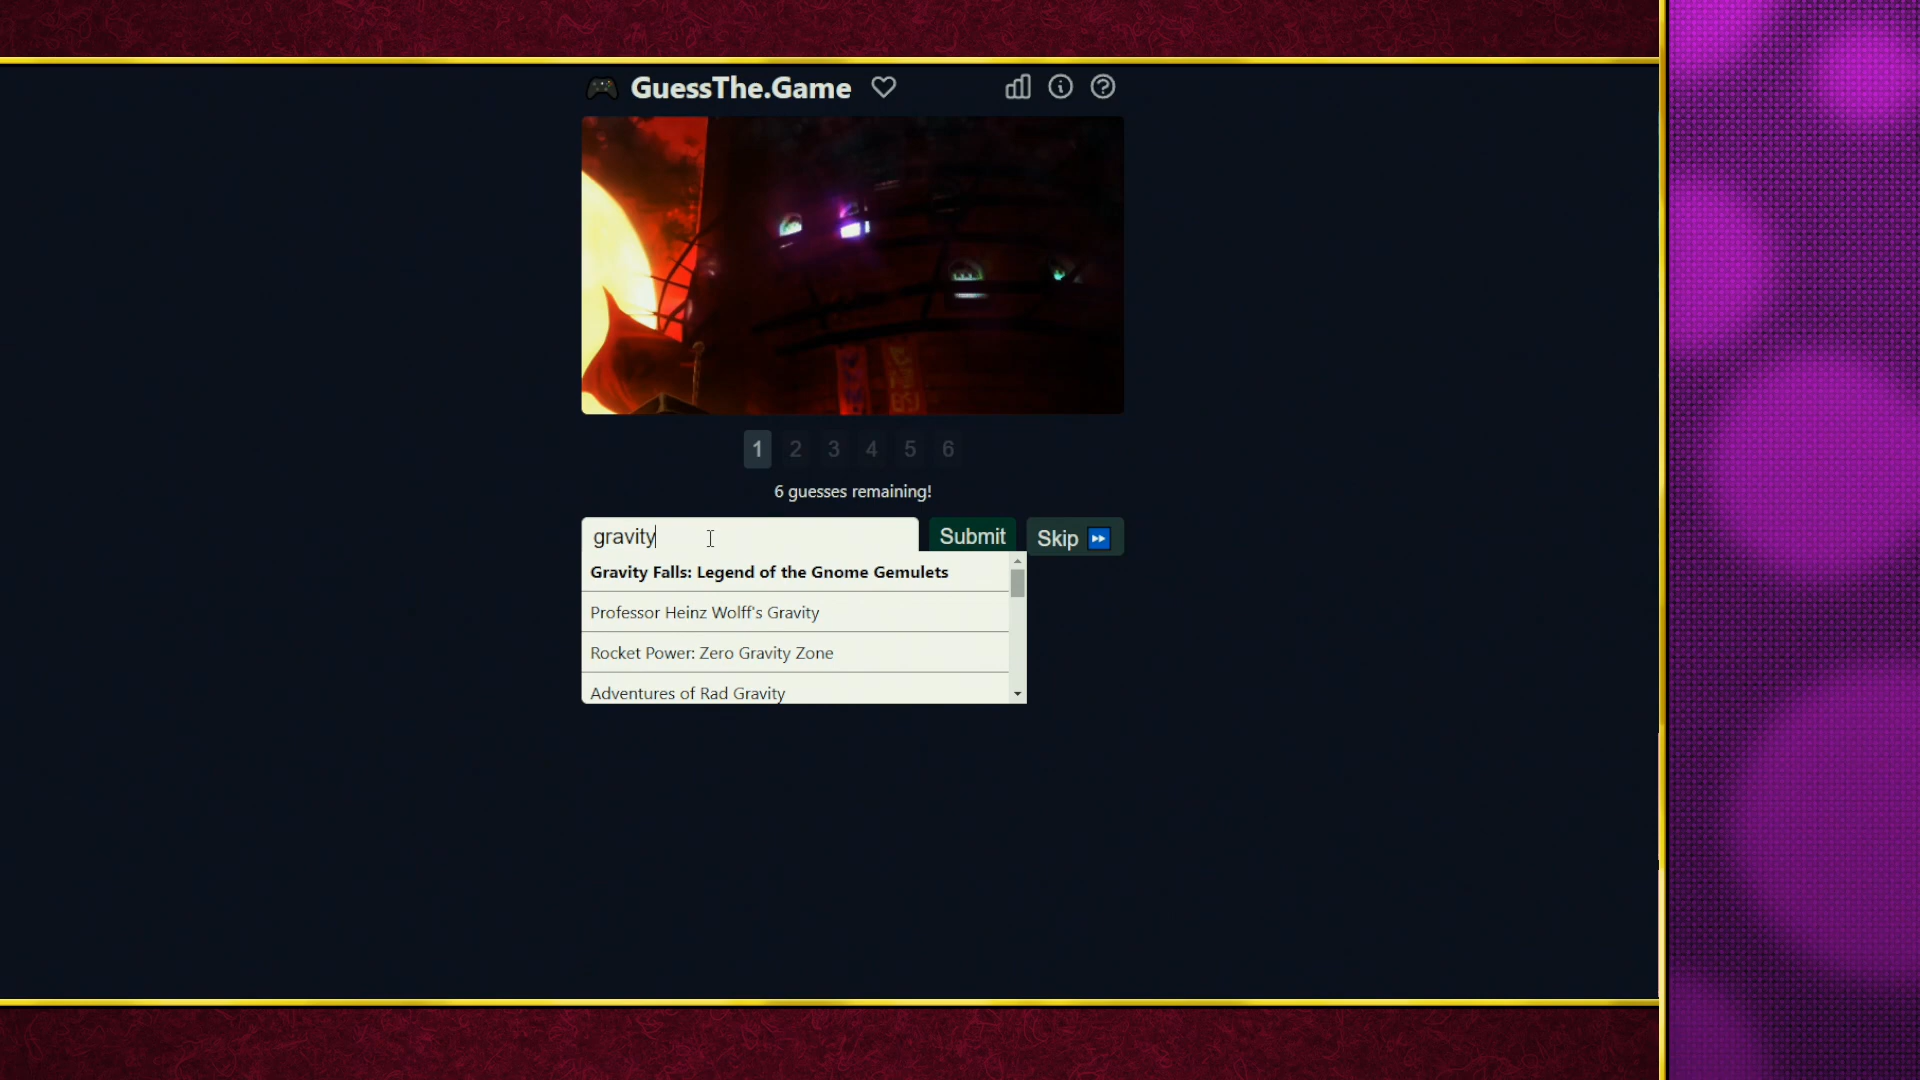 GuessThe.Game
1 2 3 4 5 6
6 guesses remaining!
gravity
Submit
Skip
Gravity Falls: Legend of the Gnome Gemulets
Professor Heinz Wolff's Gravity
Rocket Power: Zero Gravity Zone
Adventures of Rad Gravity